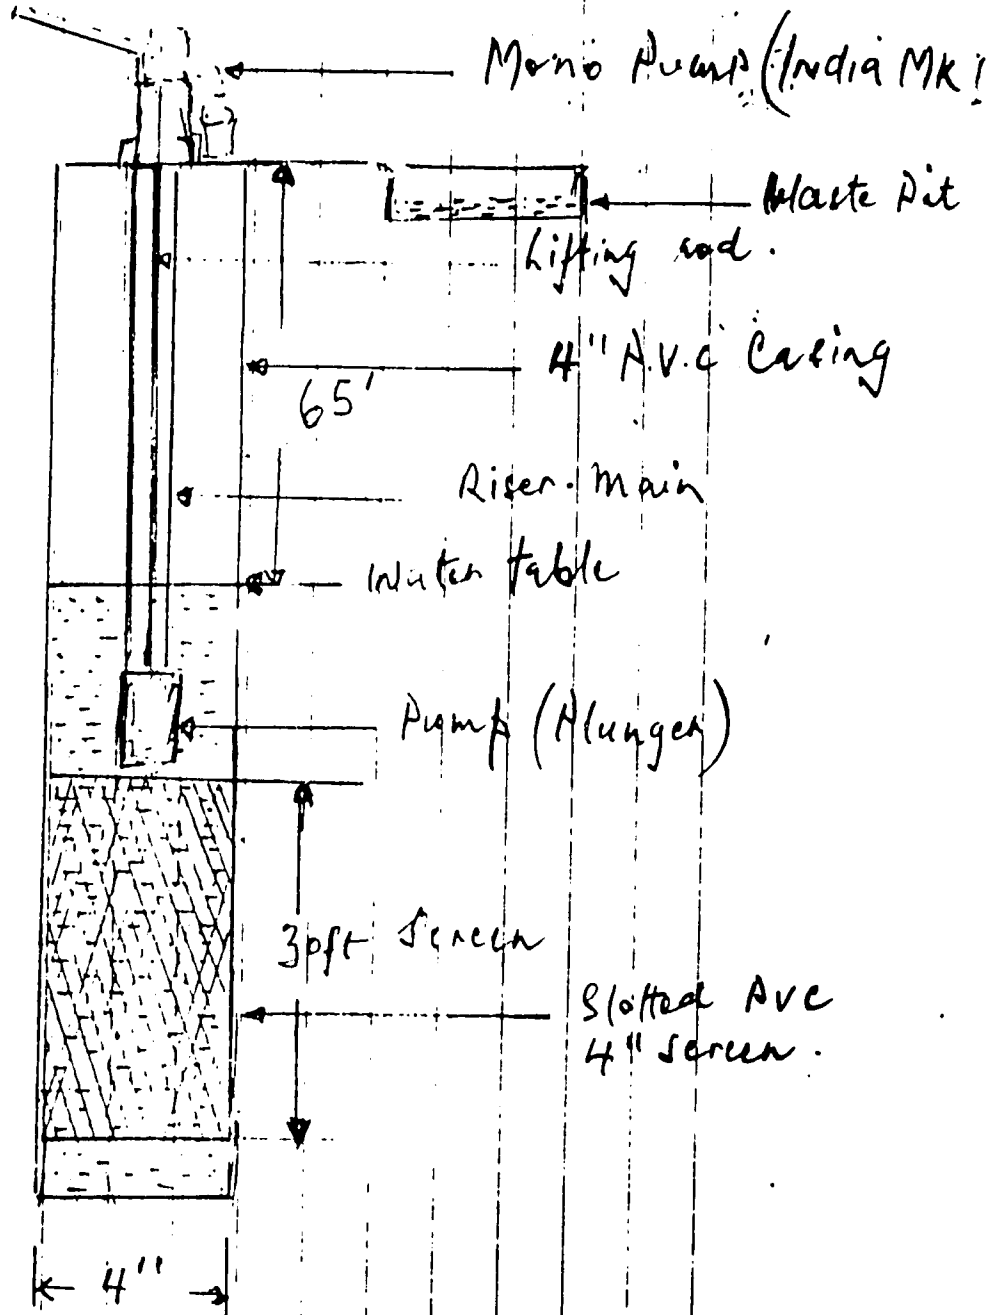 Mono Pump (India MK
Waste Pit
Lifting rod.
4" P.V.C Casing
65'
Riser. Main
Water table
Pump (Plunger)
30ft Screen
Slotted PVC
4" Screen.
4"